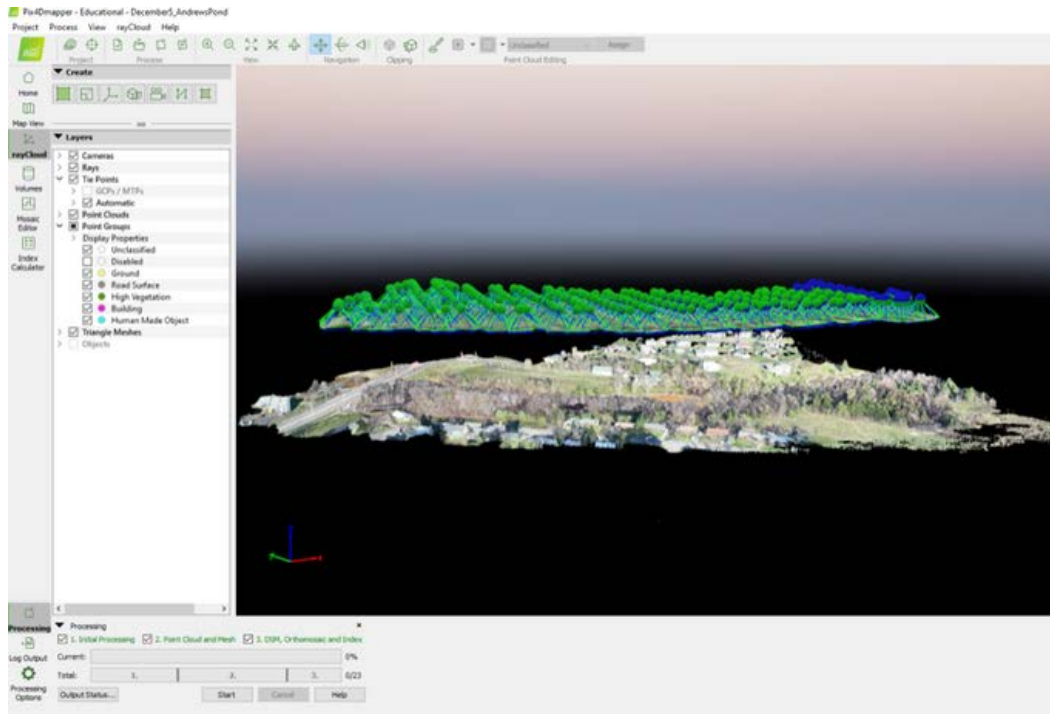 Pix4Dmapper - Educational - December5_AndrewsPond
Project Process View rayCloud Help
Unclassified Assign
Project Process View Navigation Clipping Point Cloud Editing
Create
Home
Map View
Layers
rayCloud
Cameras
Rays
Tie Points
GCPs / MTPs
Automatic
Volumes
Point Clouds
Mosaic Editor
Point Groups
Display Properties
Unclassified
Index Calculator
Disabled
Ground
Road Surface
High Vegetation
Building
Human Made Object
Triangle Meshes
Objects
Processing
Processing
1. Initial Processing 2. Point Cloud and Mesh 3. DSM, Orthomosaic and Index
Log Output
Current: 0%
Total: 1. 2. 3. 0/23
Processing Options
Output Status... Start Cancel Help